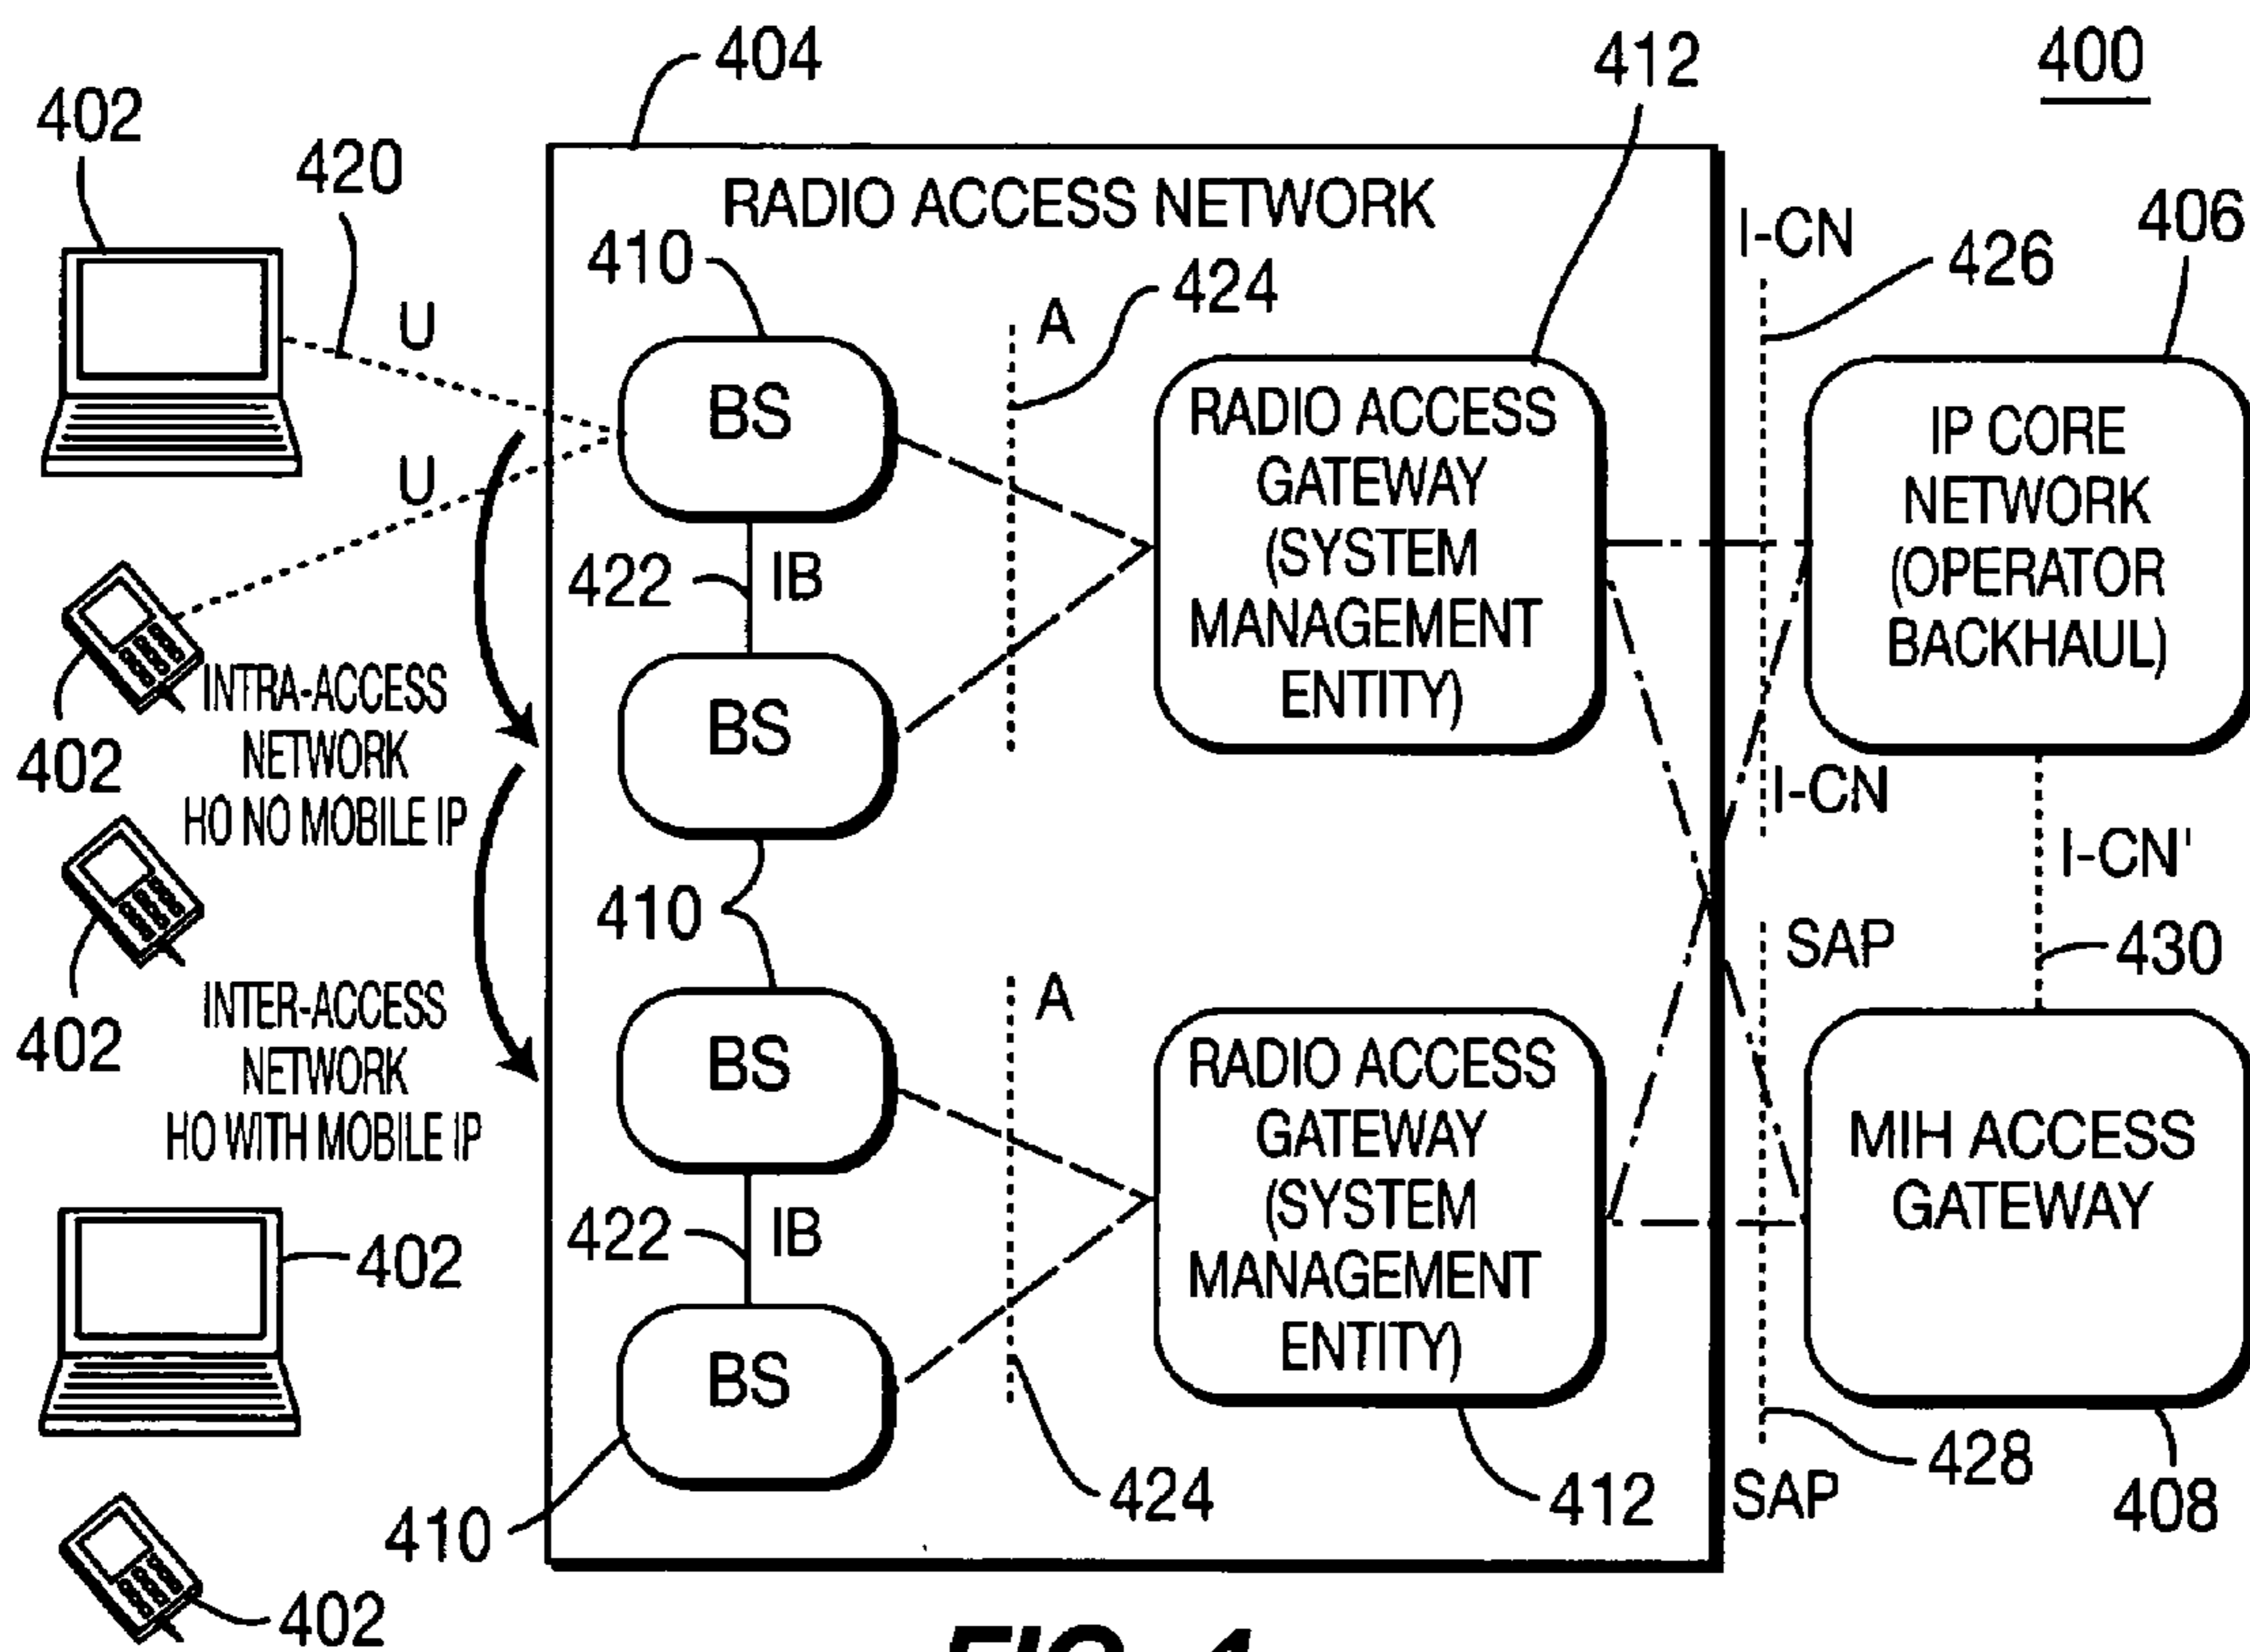 404
412
400
402
420
RADIO ACCESS NETWORK
I-CN
406
410
424
426
U
A
BS
RADIO ACCESS
GATEWAY
(SYSTEM
MANAGEMENT
ENTITY)
IP CORE
NETWORK
(OPERATOR
BACKHAUL)
U
422
IB
INTRA-ACCESS
NETWORK
HO NO MOBILE IP
402
BS
I-CN
I-CN'
410
SAP
430
402
INTER-ACCESS
NETWORK
HO WITH MOBILE IP
A
BS
RADIO ACCESS
GATEWAY
(SYSTEM
MANAGEMENT
ENTITY)
MIH ACCESS
GATEWAY
422
IB
402
BS
410
424
412
SAP
428
408
402
FIG. 4